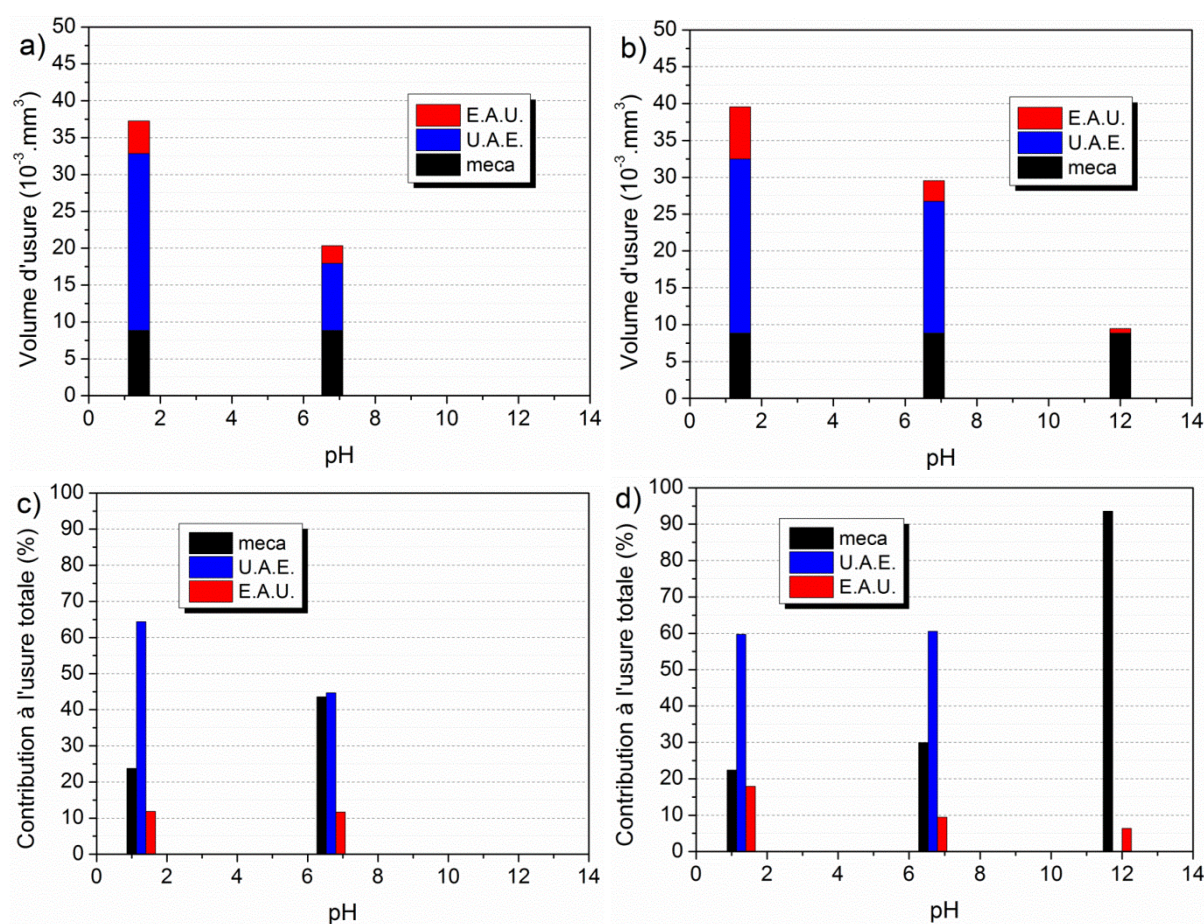 a)
Volume d'usure (10⁻³.mm³)
50
45
40
35
30
25
20
15
10
5
0
E.A.U.
U.A.E.
meca
0 2 4 6 8 10 12 14
pH
b)
Volume d'usure (10⁻³.mm³)
50
45
40
35
30
25
20
15
10
5
0
E.A.U.
U.A.E.
meca
0 2 4 6 8 10 12 14
pH
c)
Contribution à l'usure totale (%)
100
90
80
70
60
50
40
30
20
10
0
meca
U.A.E.
E.A.U.
0 2 4 6 8 10 12 14
pH
d)
Contribution à l'usure totale (%)
100
90
80
70
60
50
40
30
20
10
0
meca
U.A.E.
E.A.U.
0 2 4 6 8 10 12 14
pH